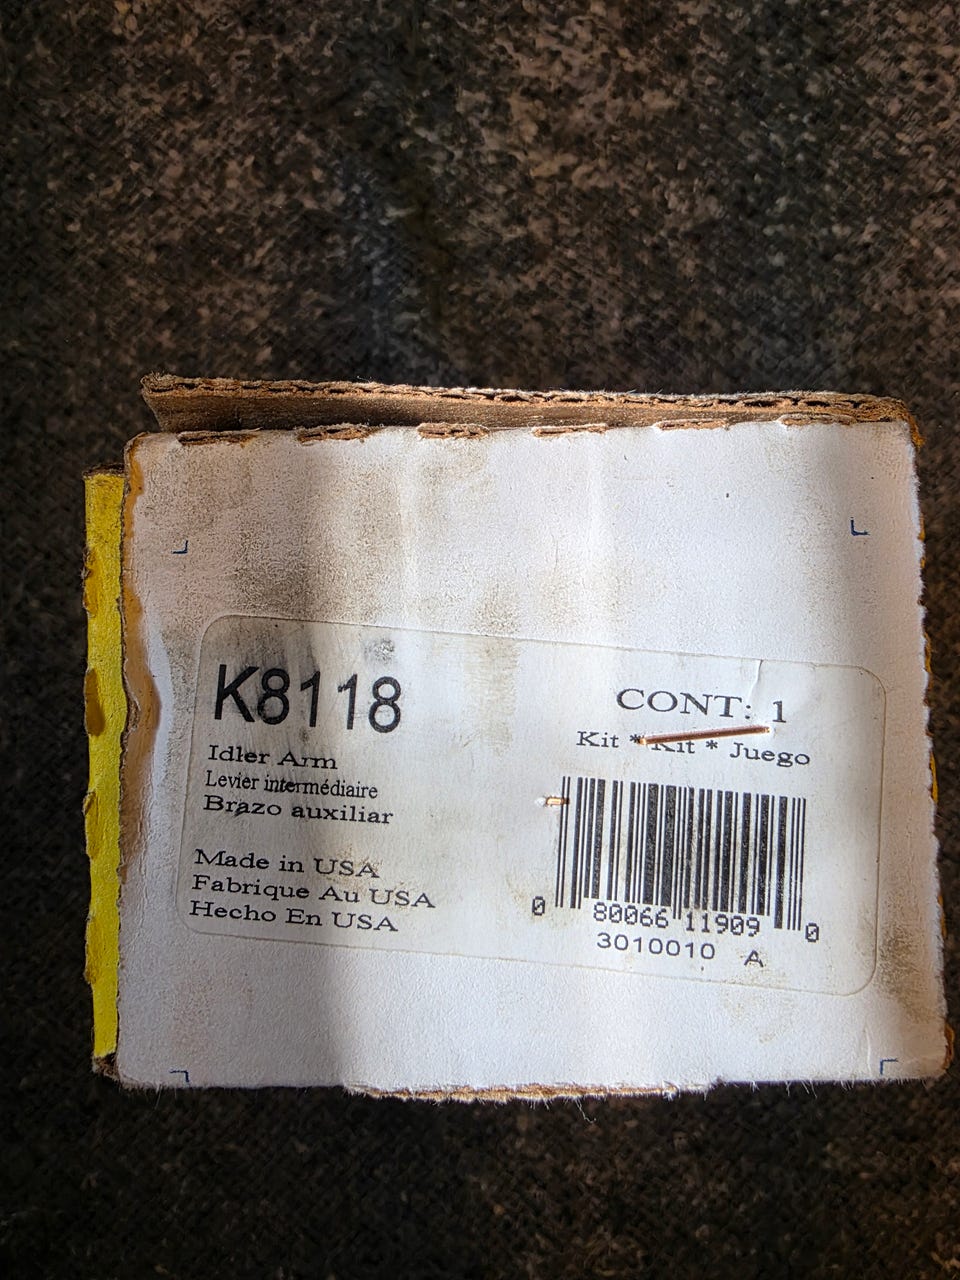 K8118
Idler Arm
Levier intermédiaire
Brazo auxiliar
Made in USA
Fabrique Au USA
Hecho En USA
CONT: 1
Kit * Kit * Juego
0 80066 11909 0
3010010 A